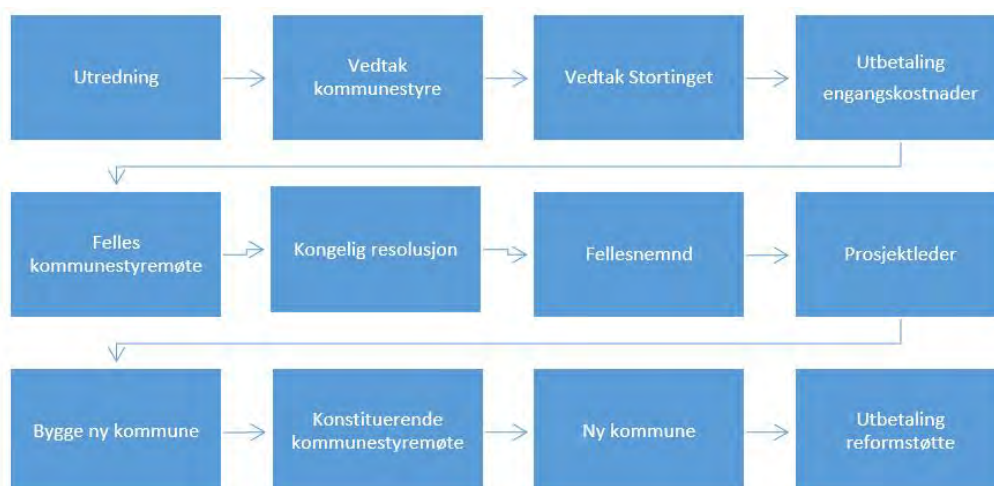 Utredning
Vedtak
kommunestyre
Vedtak Stortinget
Utbetaling
engangskostnader
Felles
kommunestyremøte
Kongelig resolusjon
Fellesnemnd
Prosjektleder
Bygge ny kommune
Konstituerende
kommunestyremøte
Ny kommune
Utbetaling
reformstøtte